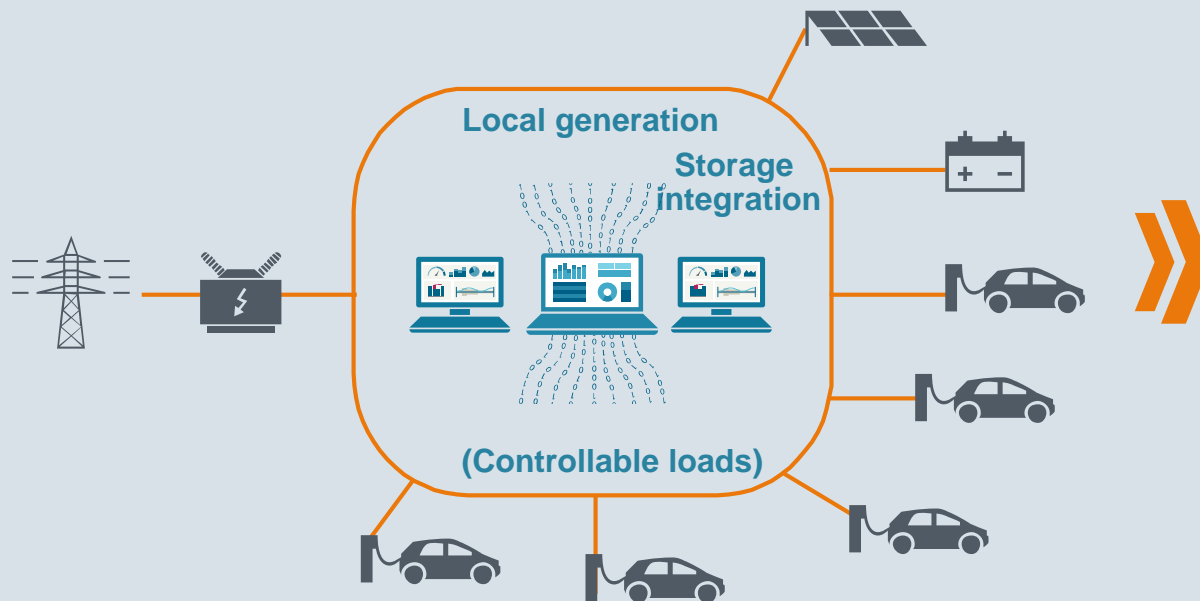 Local generation
Storage
integration
(Controllable loads)